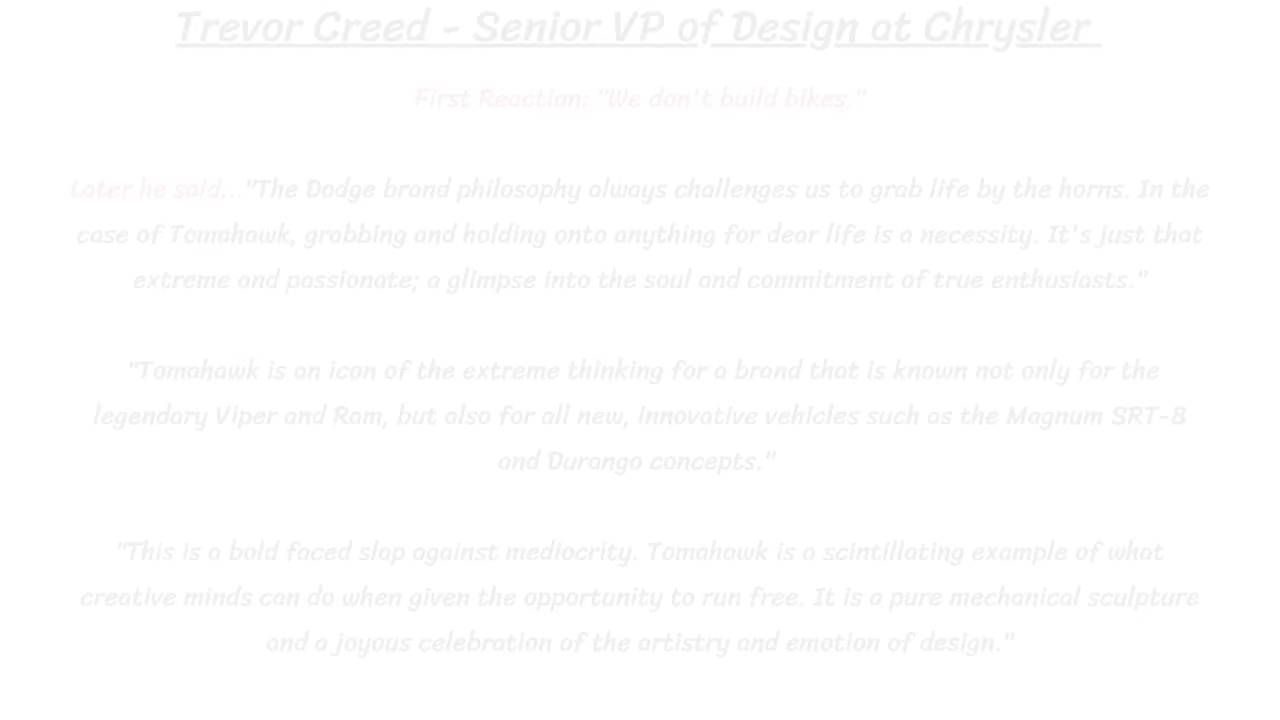 Trevor Creed - Senior VP of Design at Chrysler
First Reaction: "We don't build bikes."
Later he said... "The Dodge brand philosophy always challenges us to grab life by the horns. In the
case of Tomahawk, grabbing and holding onto anything for dear life is a necessity. It's just that
extreme and passionate; a glimpse into the soul and commitment of true enthusiasts."
"Tomahawk is an icon of the extreme thinking for a brand that is known not only for the
legendary Viper and Ram, but also for all new, innovative vehicles such as the Magnum SRT-8
and Durango concepts."
"This is a bold faced slap against mediocrity. Tomahawk is a scintillating example of what
creative minds can do when given the opportunity to run free. It is a pure mechanical sculpture
and a joyous celebration of the artistry and emotion of design."